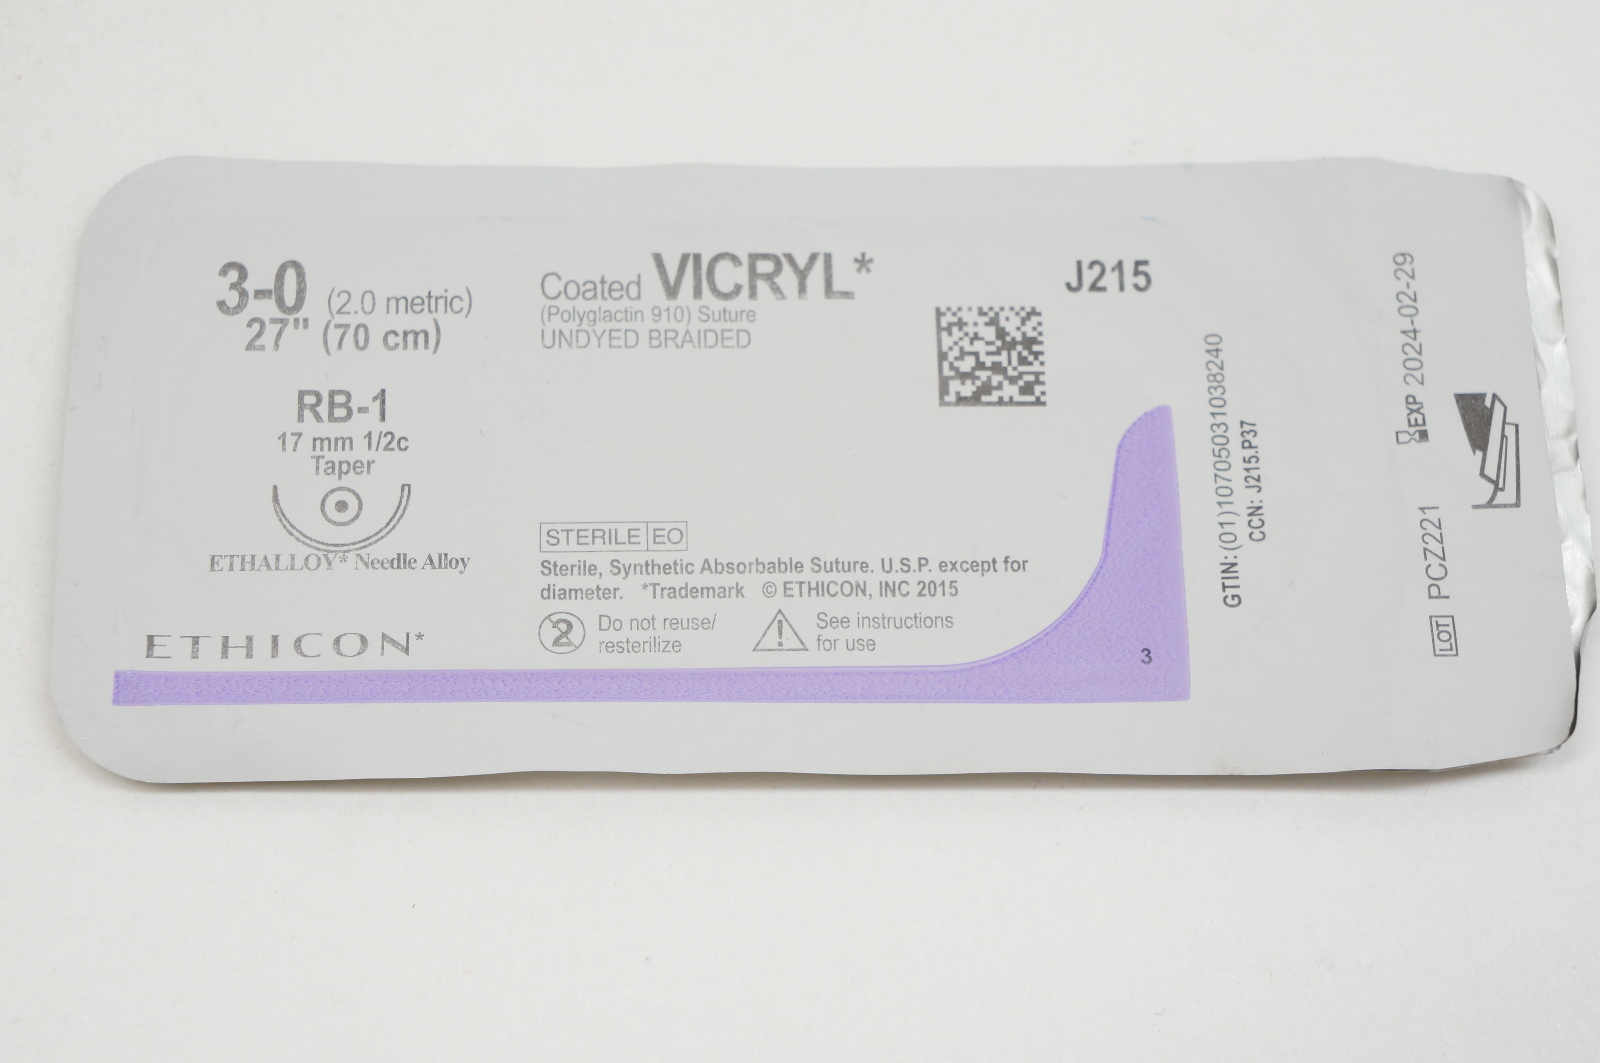 3-0 (2.0 metric)
27" (70 cm)
RB-1
17 mm 1/2c
Taper
ETHALLOY* Needle Alloy
ETHICON*
Coated VICRYL*
(Polyglactin 910) Suture
UNDYED BRAIDED
STERILE EO
Sterile, Synthetic Absorbable Suture. U.S.P. except for
diameter. *Trademark © ETHICON, INC 2015
2 Do not reuse/
resterilize
! See instructions
for use
J215
3
GTIN: (01)10705031038240
CCN: J215.P37
EXP 2024-02-29
LOT PCZ221